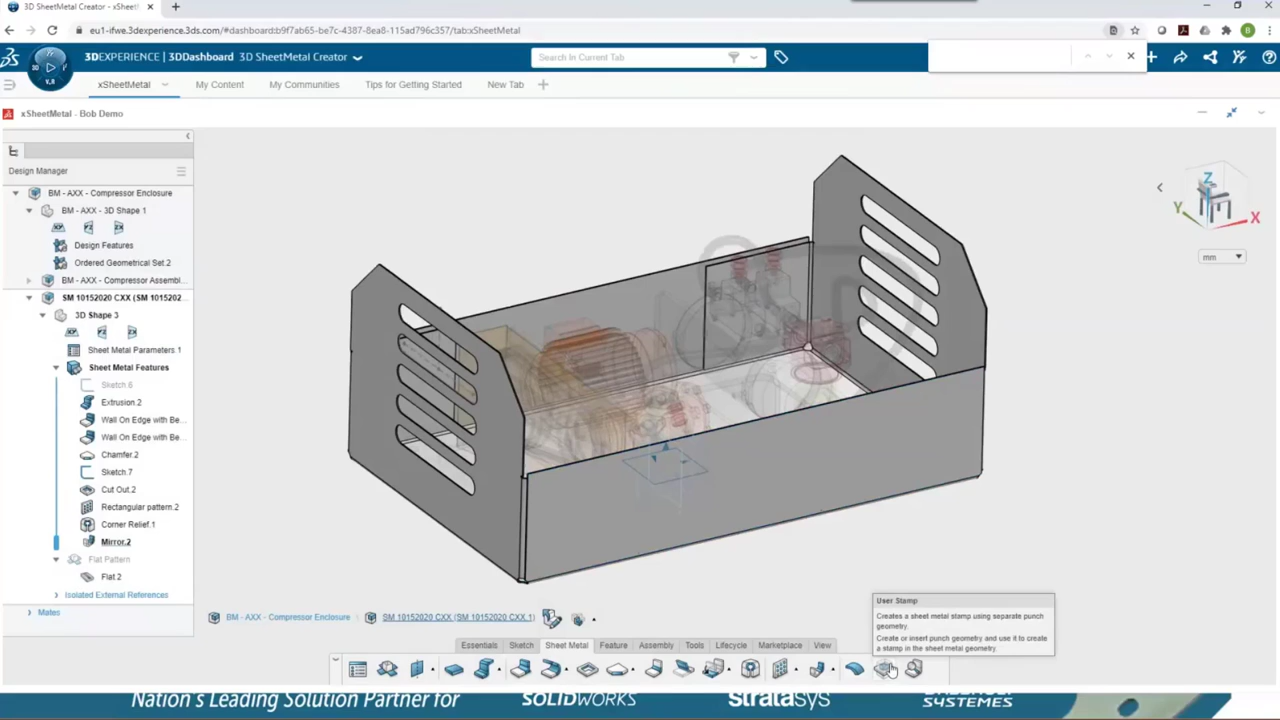 3D SheetMetal Creator - xSheet
eu1-ifwe.3dexperience.3ds.com/#dashboard:b9f7ab65-be7c-4387-8ea8-115ad796c357/tab:xSheetMetal
3DEXPERIENCE | 3DDashboard 3D SheetMetal Creator
Search In Current Tab
xSheetMetal
My Content
My Communities
Tips for Getting Started
New Tab
xSheetMetal - Bob Demo
Design Manager
BM - AXX - Compressor Enclosure
BM - AXX - 3D Shape 1
Design Features
Ordered Geometrical Set.2
BM - AXX - Compressor Assembl...
SM 10152020 CXX (SM 1015202...
3D Shape 3
Sheet Metal Parameters.1
Sheet Metal Features
Sketch.6
Extrusion.2
Wall On Edge with Be...
Wall On Edge with Be...
Chamfer.2
Sketch.7
Cut Out.2
Rectangular pattern.2
Corner Relief.1
Mirror.2
Flat Pattern
Flat.2
Isolated External References
Mates
Z
Y
X
mm
BM - AXX - Compressor Enclosure
SM 10152020 CXX (SM 10152020 CXX.1)
User Stamp
Creates a sheet metal stamp using separate punch
geometry.
Create or insert punch geometry and use it to create
a stamp in the sheet metal geometry.
Essentials
Sketch
Sheet Metal
Feature
Assembly
Tools
Lifecycle
Marketplace
View
Nation's Leading Solution Partner for
SOLIDWORKS
StrataSys
SYSTEMES